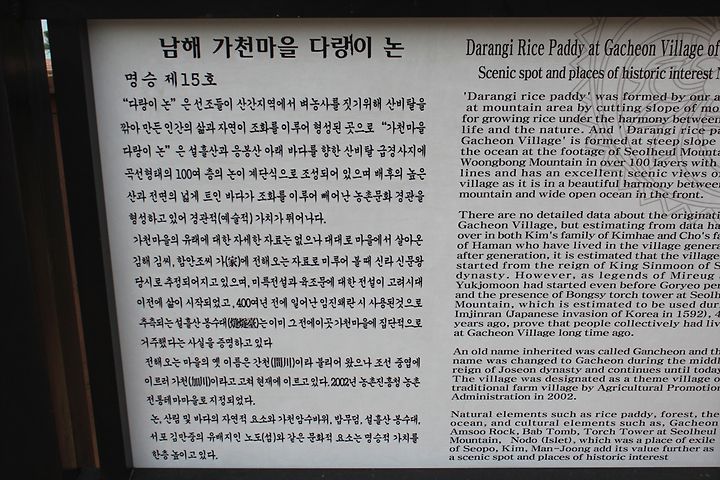 남해 가천마을 다랭이 논
명승 제15호
“다랑이 논” 은 선조들이 산간지역에서 벼농사를 짓기위해 산비탈을
깎아 만든 인간의 삶과 자연이 조화를 이루어 형성된 곳으로 “가천마을
다랑이 논” 은 설흘산과 응봉산 아래 바다를 향한 산비탈 급경사지에
곡선형태의 100여 층의 논이 계단식으로 조성되어 있으며 배후의 높은
산과 전면의 넓게 트인 바다가 조화를 이루어 빼어난 농촌문화 경관을
형성하고 있어 경관적(예술적) 가치가 뛰어나다.
가천마을의 유래에 대한 자세한 자료는 없으나 대대로 마을에서 살아온
김해 김씨, 함안조씨 가(家)에 전해오는 자료로 미루어 볼 때 신라 신문왕
당시로 추정되어지고 있으며, 미륵전설과 육조문에 대한 전설이 고려시대
이전에 삶이 시작되었고 , 400여년 전에 일어난 임진왜란 시 사용된것으로
추측되는 설흘산 봉수대(烽燧臺)는 이미 그 전에 이곳 가천마을에 집단적으로
거주했다는 사실을 증명하고 있다
전해오는 마을의 옛 이름은 간천(間川)이라 불리어 왔으나 조선 중엽에
이르러 가천(加川)이라고 고쳐 현재에 이르고 있다. 2002년 농촌진흥청 농촌
전통테마마을로 지정되었다.
논, 산림 및 바다의 자연적 요소와 가천암수바위, 밥무덤, 설흘산 봉수대,
서포 김만중의 유배지인 노도(섬)와 같은 문화적 요소는 명승적 가치를
한층 높이고 있다.
Darangi Rice Paddy at Gacheon Village of
Scenic spot and places of historic interest
'Darangi rice paddy' was formed by our
at mountain area by cutting slope of
for growing rice under the harmony between
life and the nature. And 'Darangi rice
Gacheon Village' is formed at steep slope
the ocean at the footage of Seolheul
Woongbong Mountain in over 100 layers with
lines and has an excellent scenic views of
village as it is in a beautiful harmony between
mountain and wide open ocean in the front.
There are no detailed data about the
Gacheon Village, but estimating from data
over in both Kim's family of Kimhae and Cho's
of Haman who have lived in the village
after generation, it is estimated that the village
started from the reign of King Sinmoon of
dynasty. However, as legends of Mireug
Yukjomoon had started even before Goryeo
and the presence of Bongsy torch tower at
Mountain, which is estimated to be used
Imjinran (Japanese invasion of Korea in 1592),
years ago, prove that people collectively had
at Gacheon Village long time ago.
An old name inherited was called Gancheon and
name was changed to Gacheon during the
reign of Joseon dynasty and continues until today
The village was designated as a theme village
traditional farm village by Agricultural
Administration in 2002.
Natural elements such as rice paddy, forest, the
ocean, and cultural elements such as, Gacheon
Amsoo Rock, Bab Tomb, Torch Tower at Seolheul
Mountain, Nodo (Islet), which was a place of exile
of Seopo, Kim, Man-Joong add its value further as
a scenic spot and places of historic interest